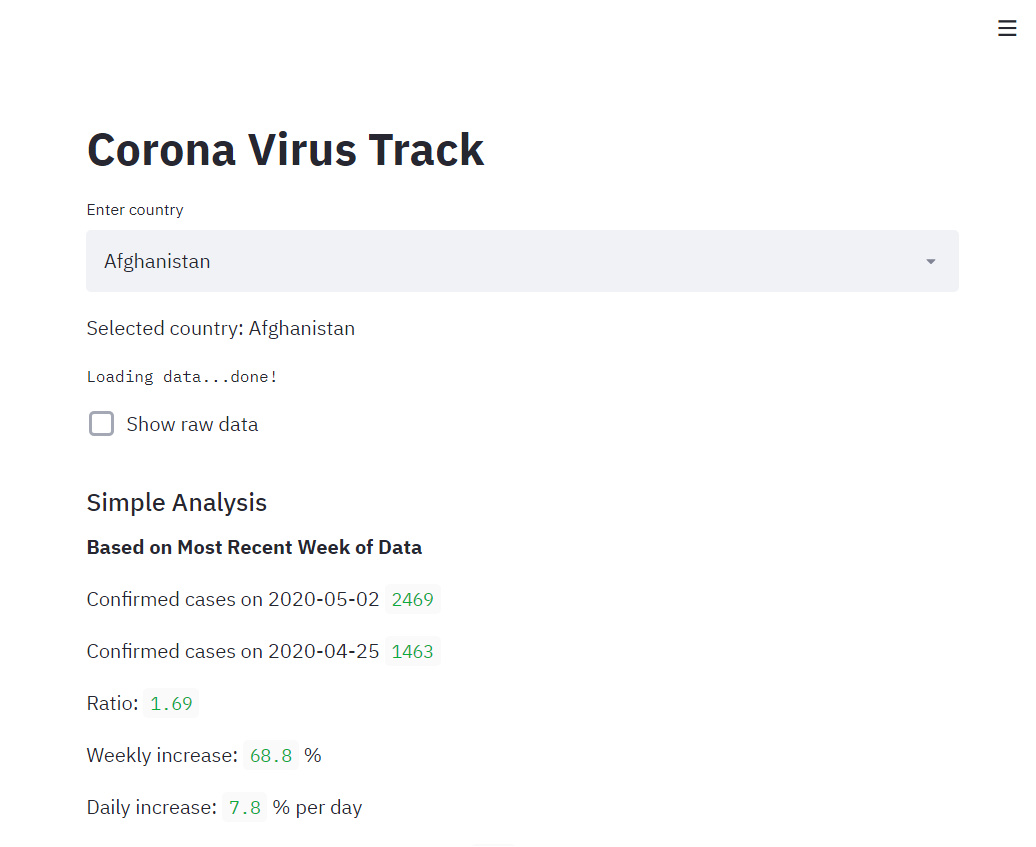 Corona Virus Track
Enter country
Afghanistan
Selected country: Afghanistan
Loading data...done!
Show raw data
Simple Analysis
Based on Most Recent Week of Data
Confirmed cases on 2020-05-02 2469
Confirmed cases on 2020-04-25 1463
Ratio: 1.69
Weekly increase: 68.8 %
Daily increase: 7.8 % per day